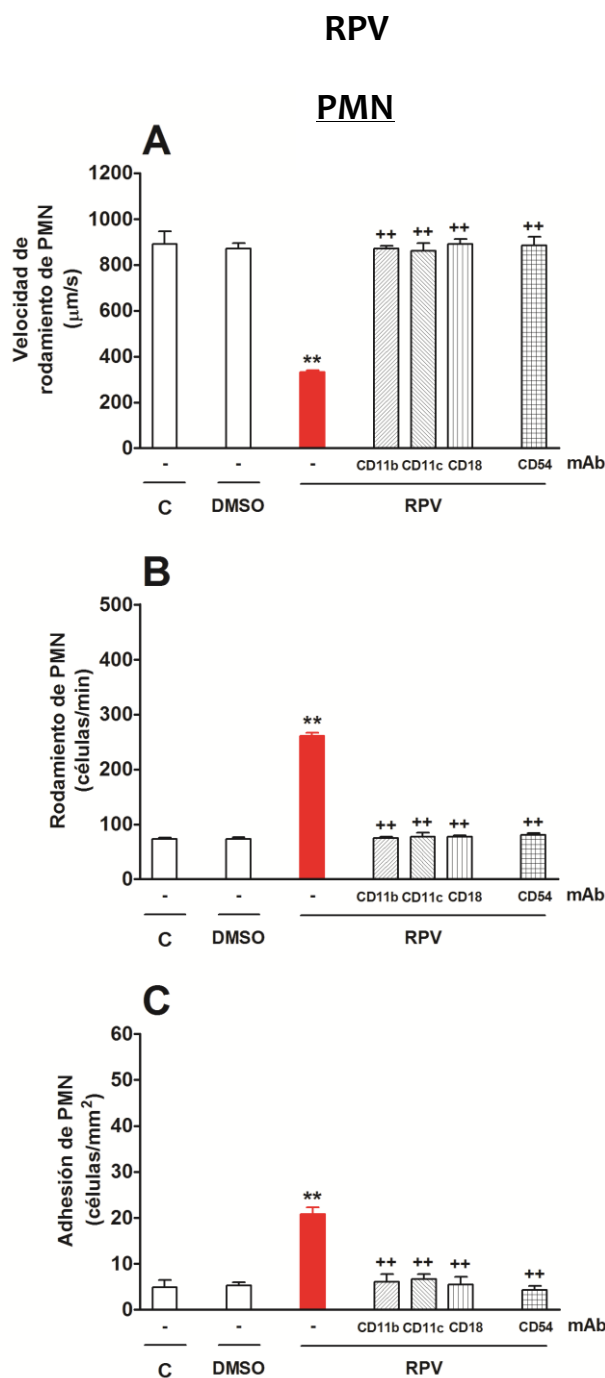 RPV
PMN
A
Velocidad de
rodamiento de PMN
(µm/s)
1200
1000
800
600
400
200
0
**
++
++
++
++
- - - CD11b CD11c CD18 CD54 mAb
C DMSO RPV
B
Rodamiento de PMN
(células/min)
500
400
300
200
100
0
**
++
++
++
++
- - - CD11b CD11c CD18 CD54 mAb
C DMSO RPV
C
Adhesión de PMN
(células/mm²)
60
50
40
30
20
10
0
**
++
++
++
++
- - - CD11b CD11c CD18 CD54 mAb
C DMSO RPV